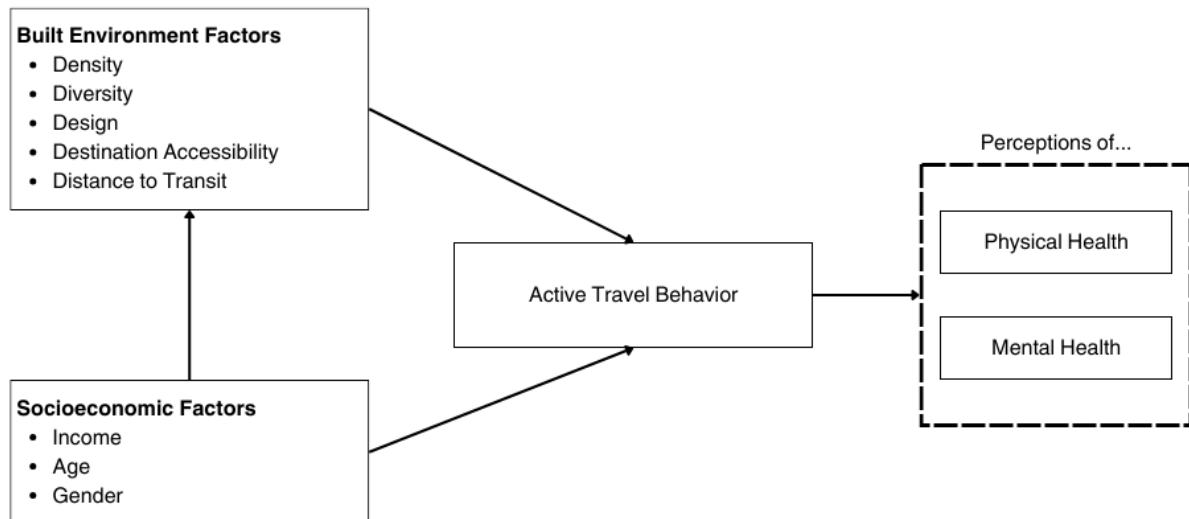 Built Environment Factors
• Density
• Diversity
• Design
• Destination Accessibility
• Distance to Transit
Socioeconomic Factors
• Income
• Age
• Gender
Active Travel Behavior
Perceptions of...
Physical Health
Mental Health